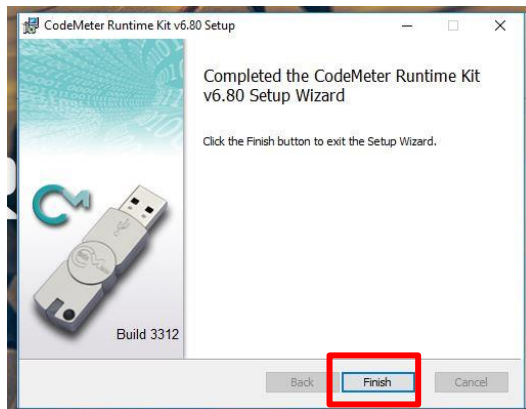 CodeMeter Runtime Kit v6.80 Setup
Completed the CodeMeter Runtime Kit
v6.80 Setup Wizard
Click the Finish button to exit the Setup Wizard.
Build 3312
Back
Finish
Cancel